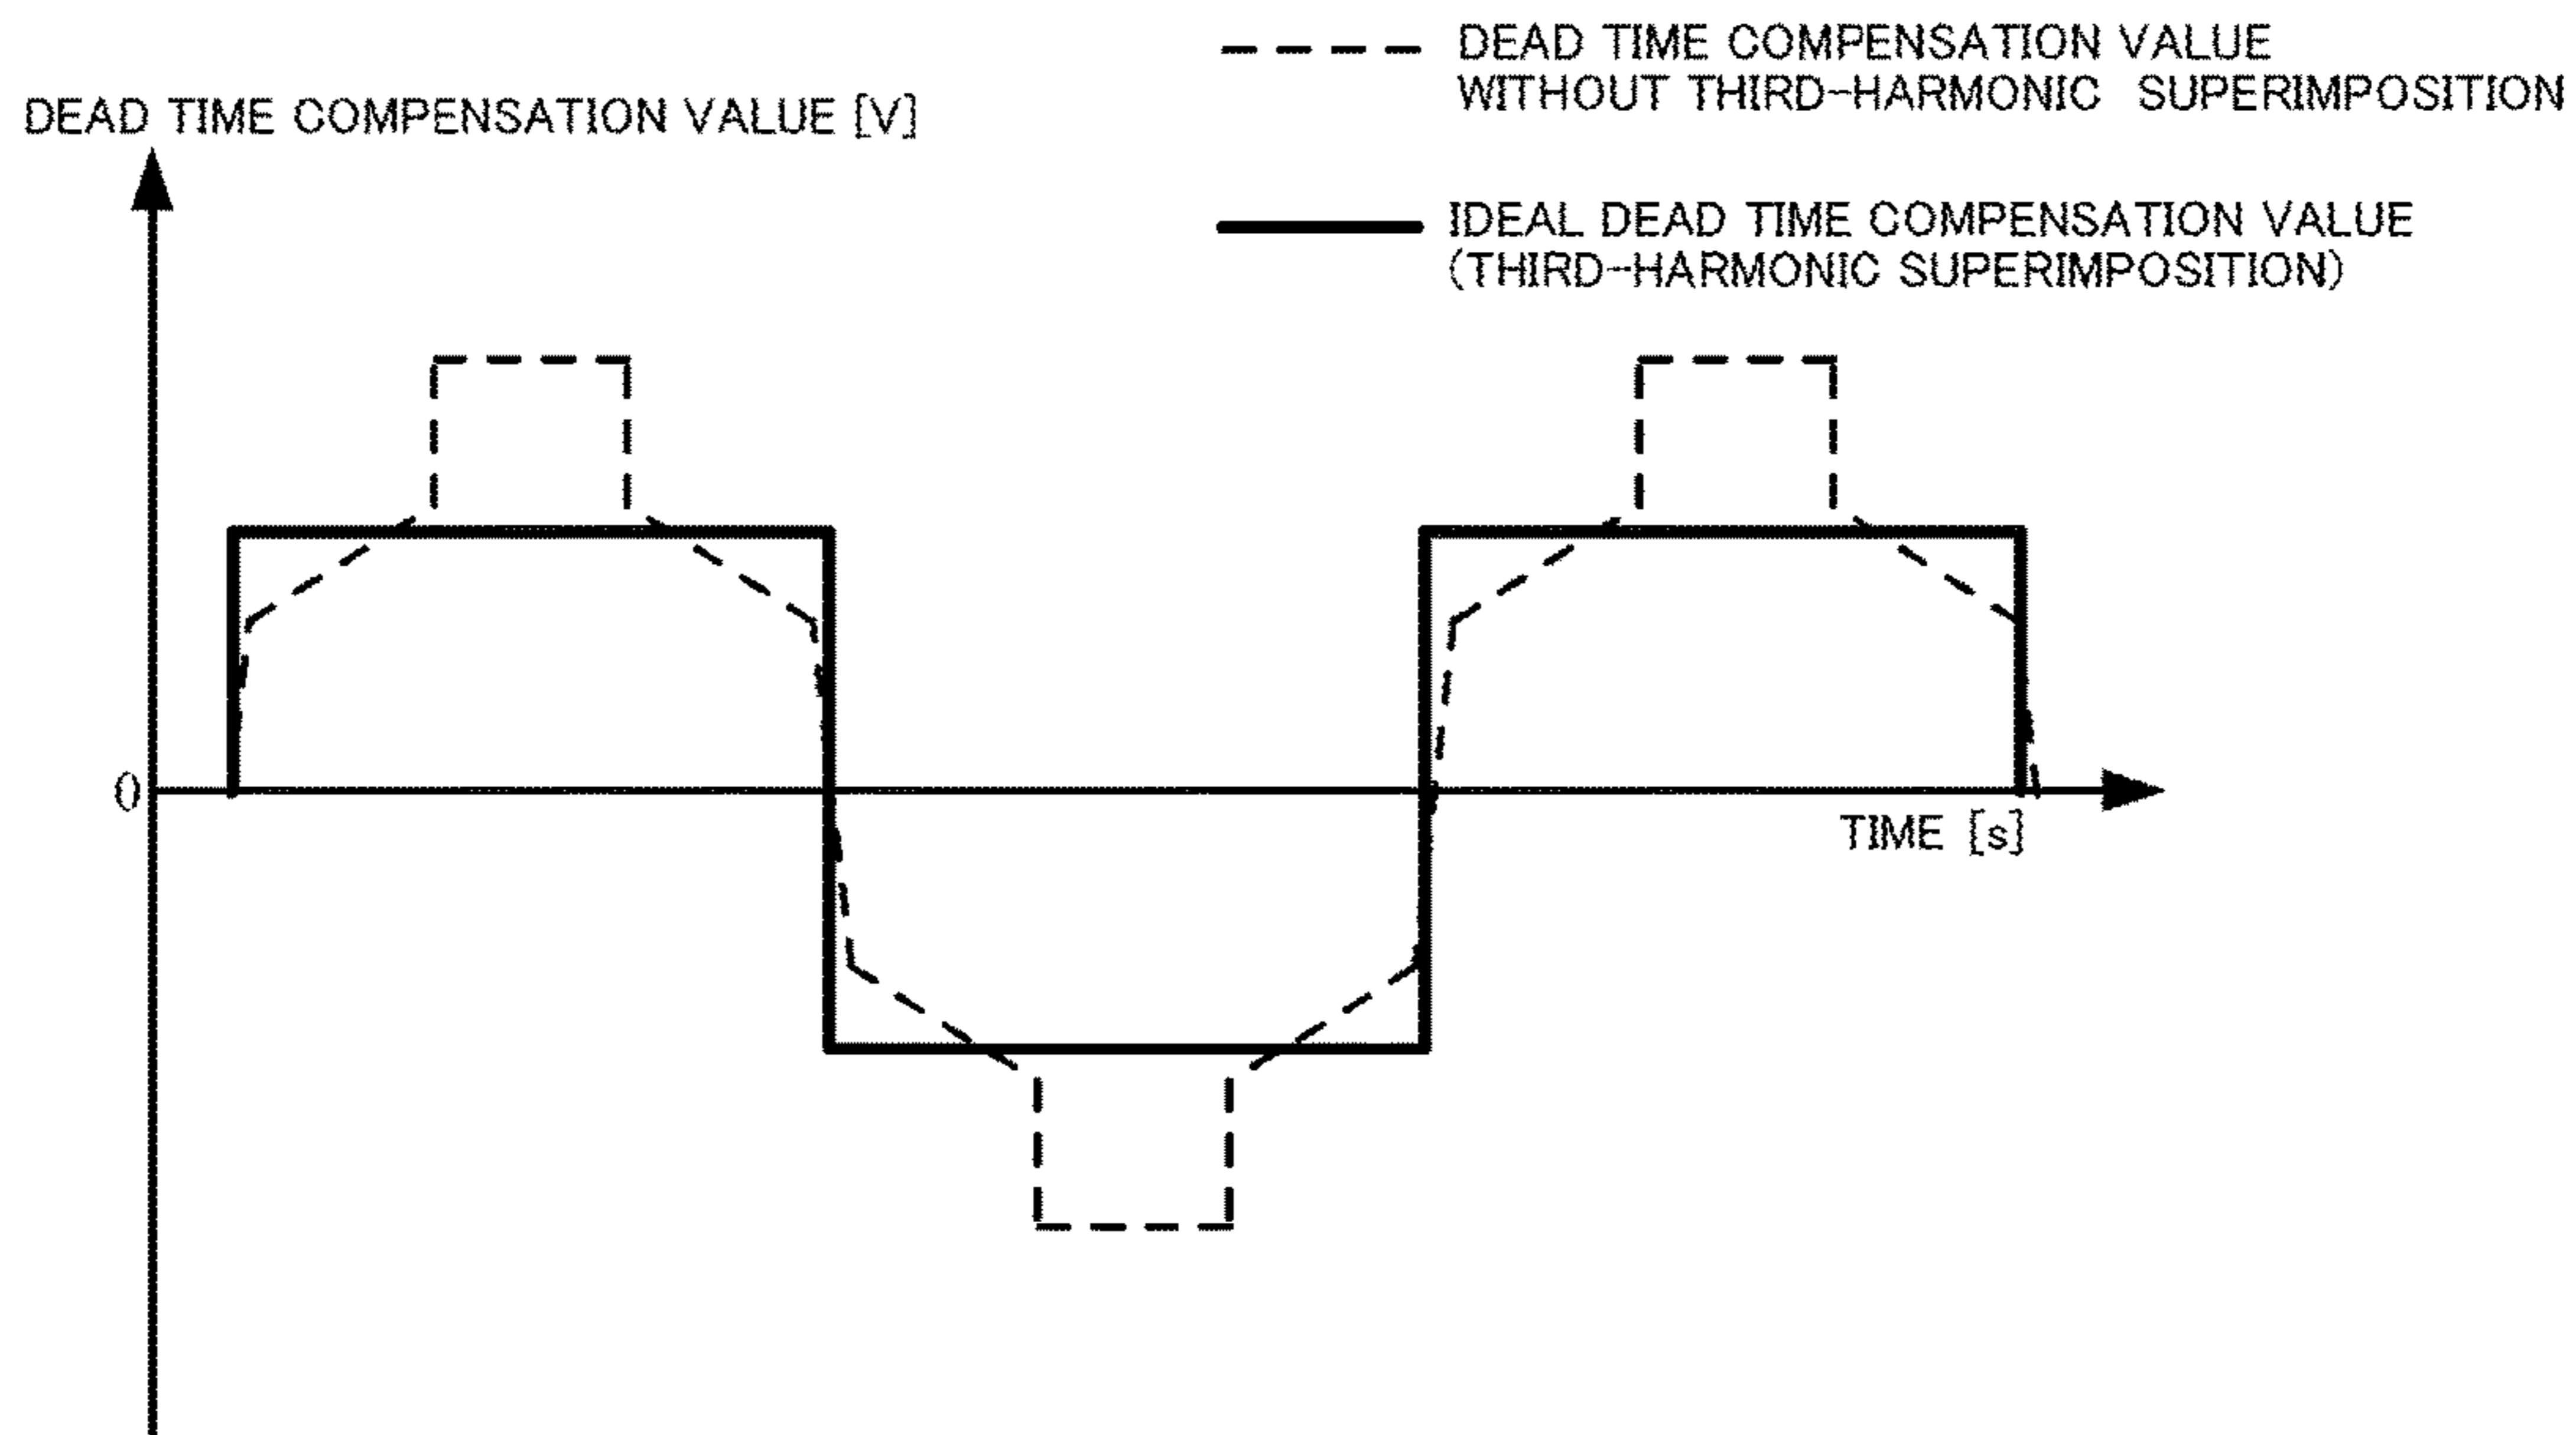 DEAD TIME COMPENSATION VALUE
WITHOUT THIRD-HARMONIC SUPERIMPOSITION
DEAD TIME COMPENSATION VALUE [V]
IDEAL DEAD TIME COMPENSATION VALUE
(THIRD-HARMONIC SUPERIMPOSITION)
0
TIME [s]